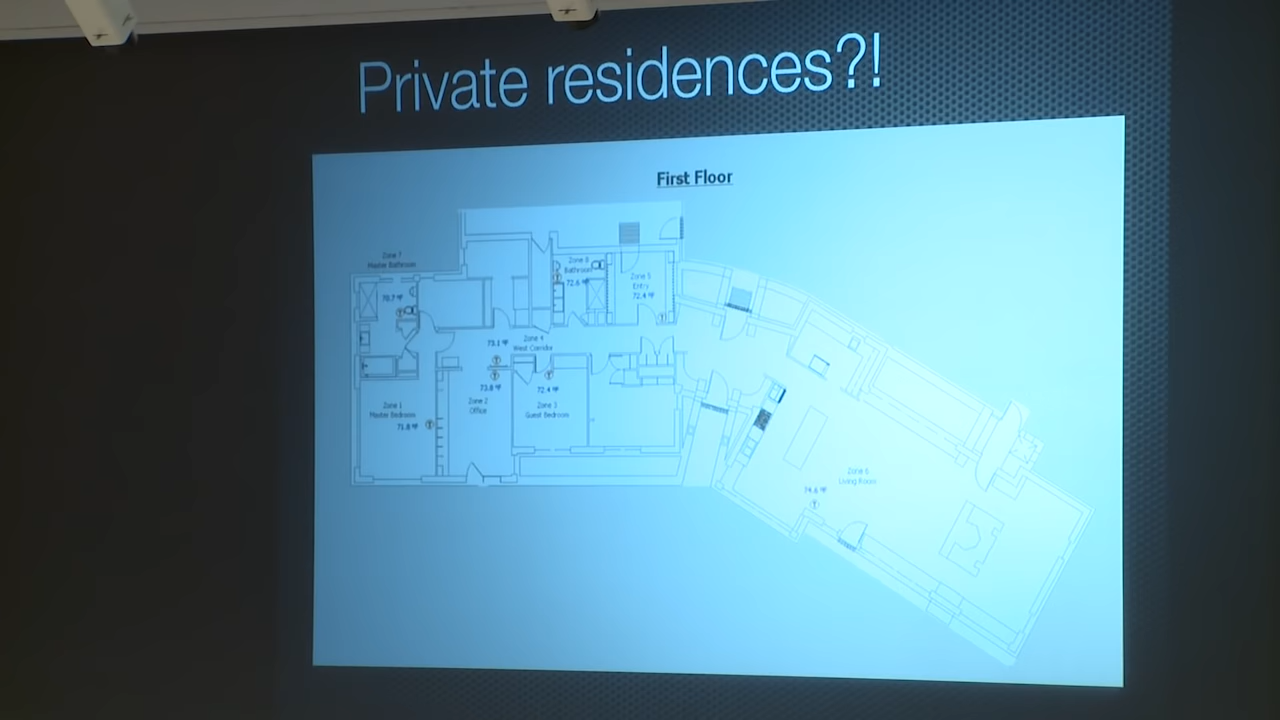 Private residences?!
First Floor
Zone 7
Master Bathroom
70.7 °F
Zone 8
Bathroom
72.6 °F
Zone 5
Entry
72.4 °F
73.1 °F
Zone 4
West Corridor
73.8 °F
Zone 2
Office
72.4 °F
Zone 3
Guest Bedroom
Zone 1
Master Bedroom
71.8 °F
Zone 6
Living Room
74.6 °F